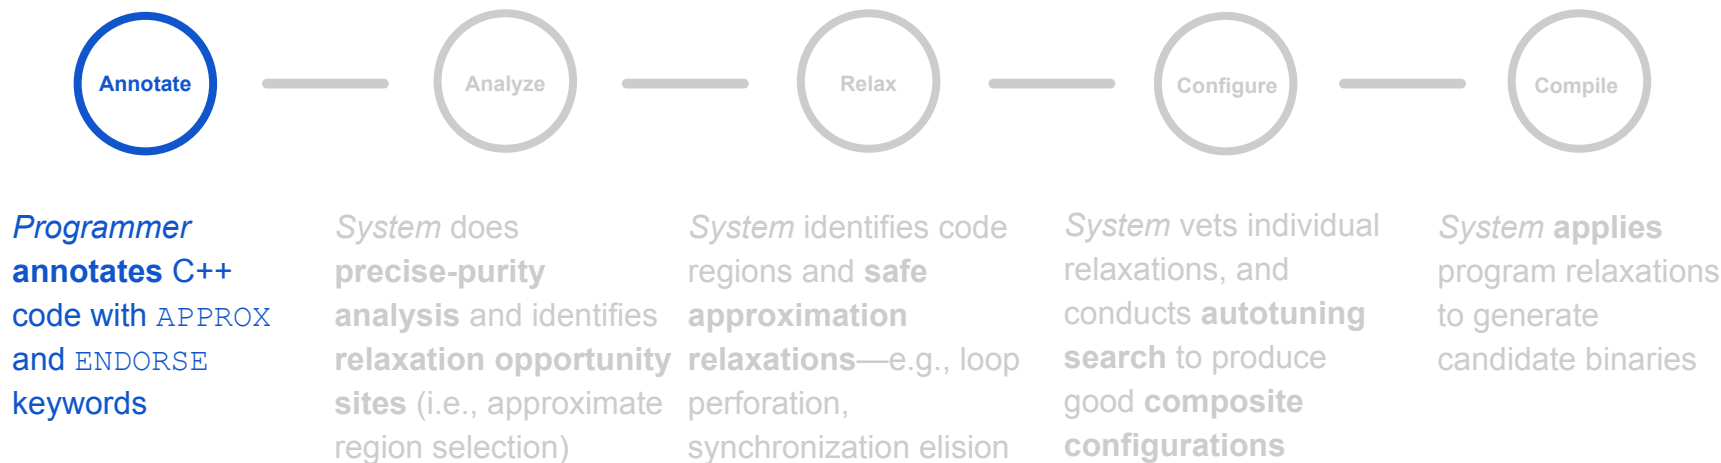 Annotate
Analyze
Relax
Configure
Compile
Programmer
annotates C++
code with APPROX
and ENDORSE
keywords
System does
precise-purity
analysis and identifies
relaxation opportunity
sites (i.e., approximate
region selection)
System identifies code
regions and safe
approximation
relaxations—e.g., loop
perforation,
synchronization elision
System vets individual
relaxations, and
conducts autotuning
search to produce
good composite
configurations
System applies
program relaxations
to generate
candidate binaries